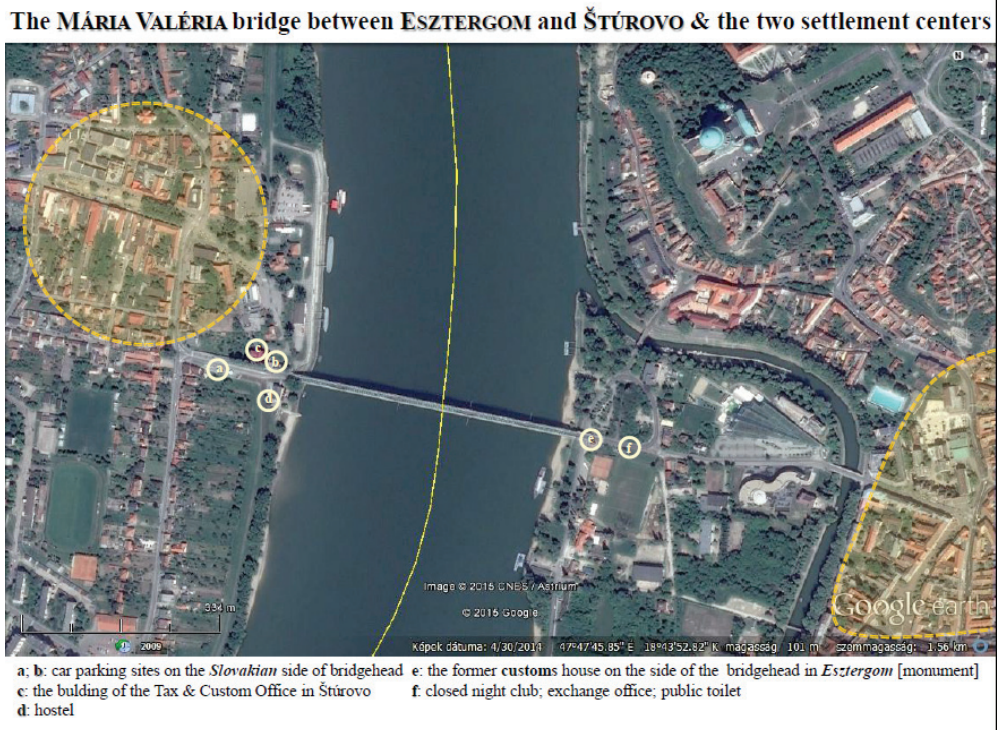 The MÁRIA VALÉRIA bridge between ESZTERGOM and ŠTÚROVO & the two settlement centers
N
c
b
a
d
e
f
Image © 2015 CNES / Astrium
© 2015 Google
Google earth
334 m
2009
Képek dátuma: 4/30/2014 47°47'45.85" É 18°43'52.82" K magasság 101 m szemmagasság: 1.56 km
a; b: car parking sites on the Slovakian side of bridgehead
c: the bulding of the Tax & Custom Office in Štúrovo
d: hostel
e: the former customs house on the side of the bridgehead in Esztergom [monument]
f: closed night club; exchange office; public toilet